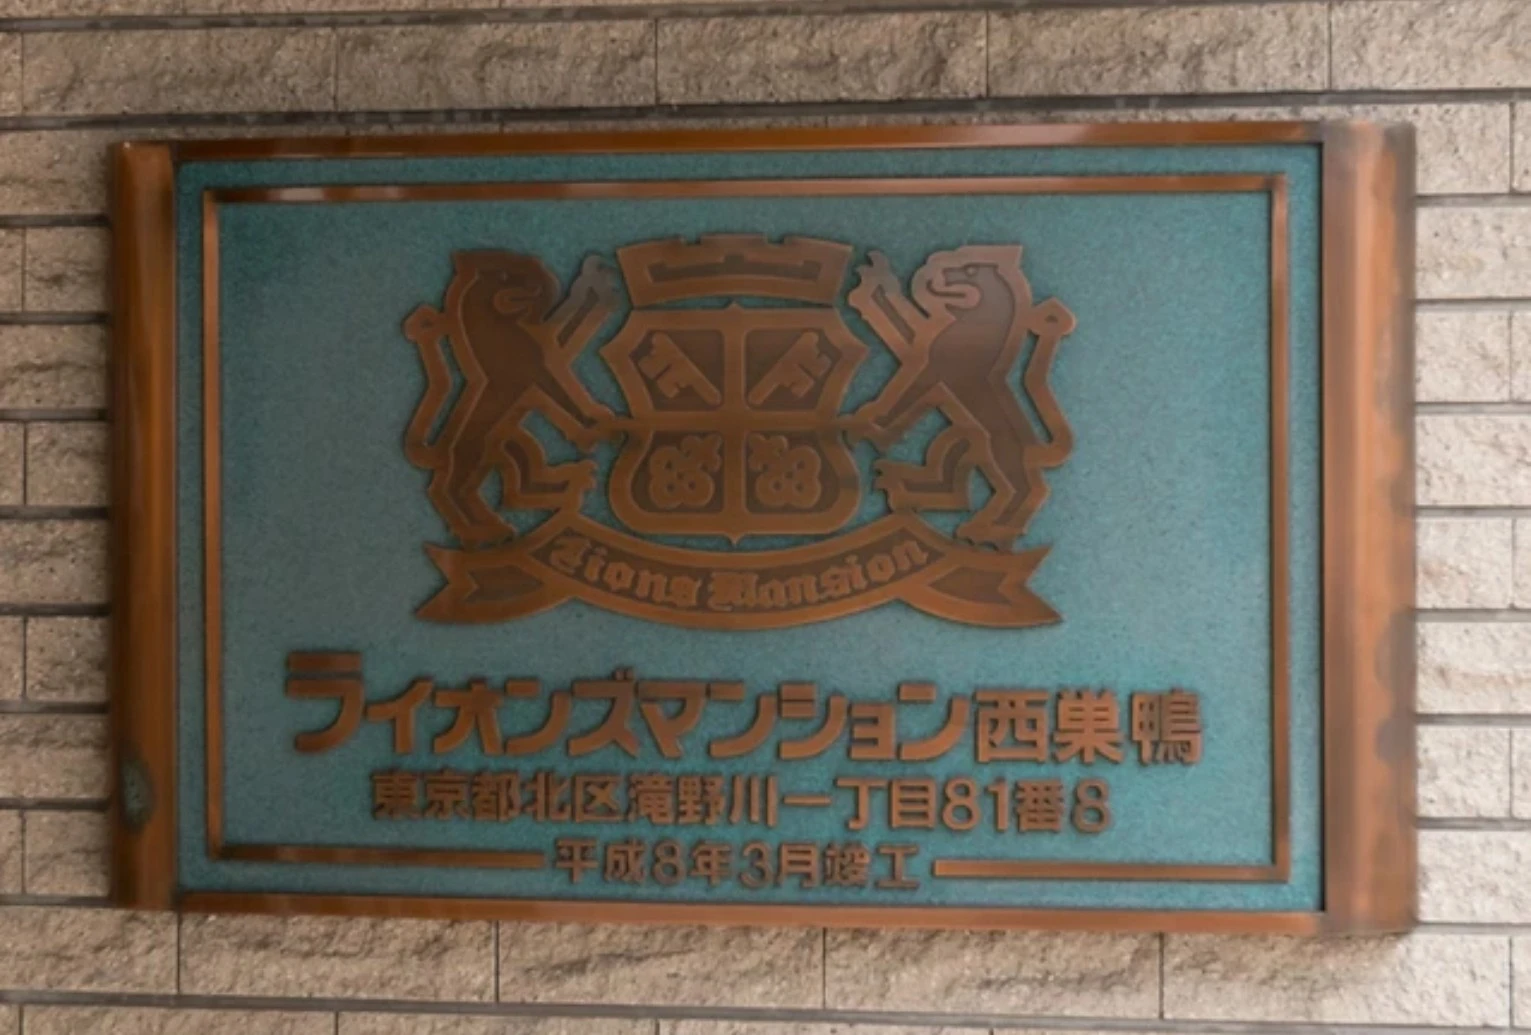 Lions Mansion
ライオンズマンション西巣鴨
東京都北区滝野川一丁目81番8
平成8年3月竣工